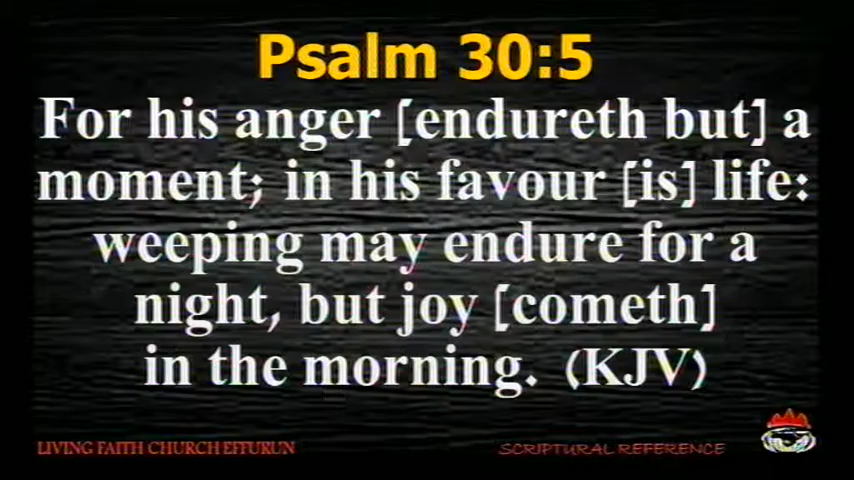 Psalm 30:5
For his anger [endureth but] a
moment; in his favour [is] life:
weeping may endure for a
night, but joy [cometh]
in the morning. (KJV)
LIVING FAITH CHURCH EFFURUN
SCRIPTURAL REFERENCE